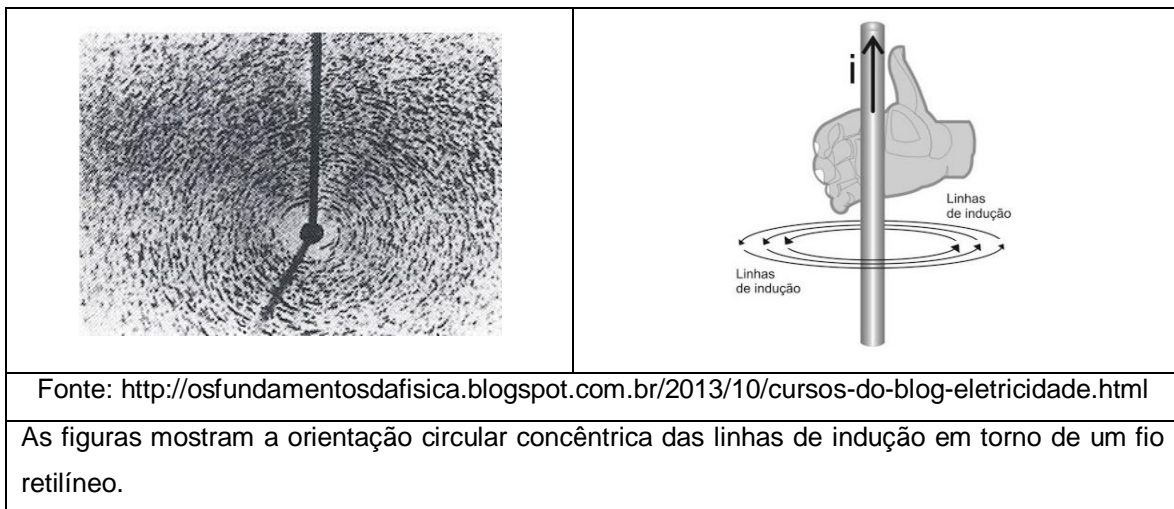 i
Linhas
de indução
Linhas
de indução
Fonte: http://osfundamentosdafisica.blogspot.com.br/2013/10/cursos-do-blog-eletricidade.html
As figuras mostram a orientação circular concêntrica das linhas de indução em torno de um fio
retilíneo.